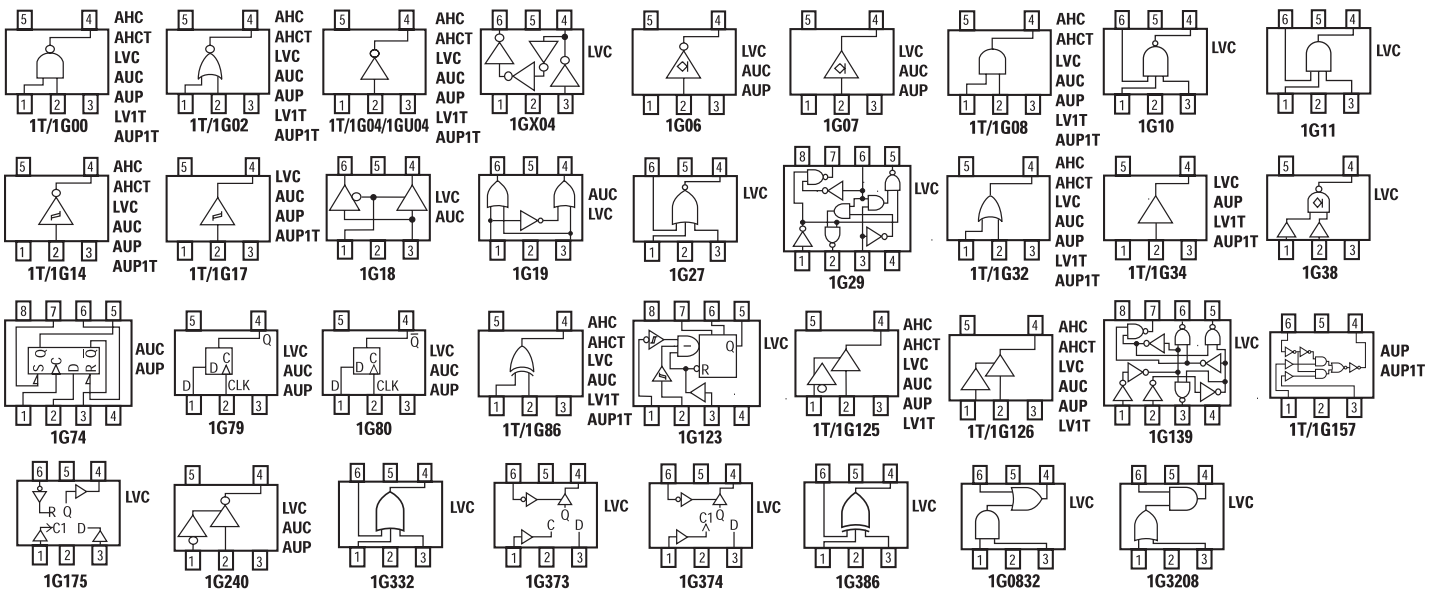 5 4 AHC
AHCT
LVC
AUC
AUP
LV1T
AUP1T
1 2 3
1T/1G00
5 4 AHC
AHCT
LVC
AUC
AUP
LV1T
AUP1T
1 2 3
1T/1G02
5 4 AHC
AHCT
LVC
AUC
AUP
LV1T
AUP1T
1 2 3
1T/1G04/1GU04
6 5 4
LVC
1 2 3
1GX04
5 4
LVC
AUC
AUP
1 2 3
1G06
5 4
LVC
AUC
AUP
1 2 3
1G07
5 4 AHC
AHCT
LVC
AUC
AUP
LV1T
AUP1T
1 2 3
1T/1G08
6 5 4
LVC
1 2 3
1G10
6 5 4
LVC
1 2 3
1G11
5 4 AHC
AHCT
LVC
AUC
AUP
AUP1T
1 2 3
1T/1G14
5 4 LVC
AUC
AUP
AUP1T
1 2 3
1T/1G17
6 5 4
LVC
AUC
1 2 3
1G18
6 5 4
AUC
LVC
1 2 3
1G19
6 5 4
LVC
1 2 3
1G27
8 7 6 5
LVC
1 2 3 4
1G29
5 4 AHC
AHCT
LVC
AUC
AUP
LV1T
AUP1T
1 2 3
1T/1G32
5 4
LVC
AUP
LV1T
AUP1T
1 2 3
1T/1G34
6 5 4
LVC
1 2 3
1G38
8 7 6 5
S Q C D R Q̅
AUC
AUP
1 2 3 4
1G74
5 4
Q
D C
D CLK
LVC
AUC
AUP
1 2 3
1G79
5 4
Q̅
D C
D CLK
LVC
AUC
AUP
1 2 3
1G80
5 4 AHC
AHCT
LVC
AUC
LV1T
AUP1T
1 2 3
1T/1G86
8 7 6 5
Q
R
LVC
1 2 3 4
1G123
5 4 AHC
AHCT
LVC
AUC
AUP
LV1T
1 2 3
1T/1G125
5 4 AHC
AHCT
LVC
AUC
AUP
LV1T
1 2 3
1T/1G126
8 7 6 5
LVC
1 2 3 4
1G139
6 5 4
AUP
AUP1T
1 2 3
1T/1G157
6 5 4
LVC
R Q
C1 D
1 2 3
1G175
5 4
LVC
AUC
AUP
1 2 3
1G240
6 5 4
LVC
1 2 3
1G332
6 5 4
LVC
Q
C D
1 2 3
1G373
6 5 4
LVC
Q
C1 D
1 2 3
1G374
6 5 4
LVC
1 2 3
1G386
6 5 4
LVC
1 2 3
1G0832
6 5 4
LVC
1 2 3
1G3208